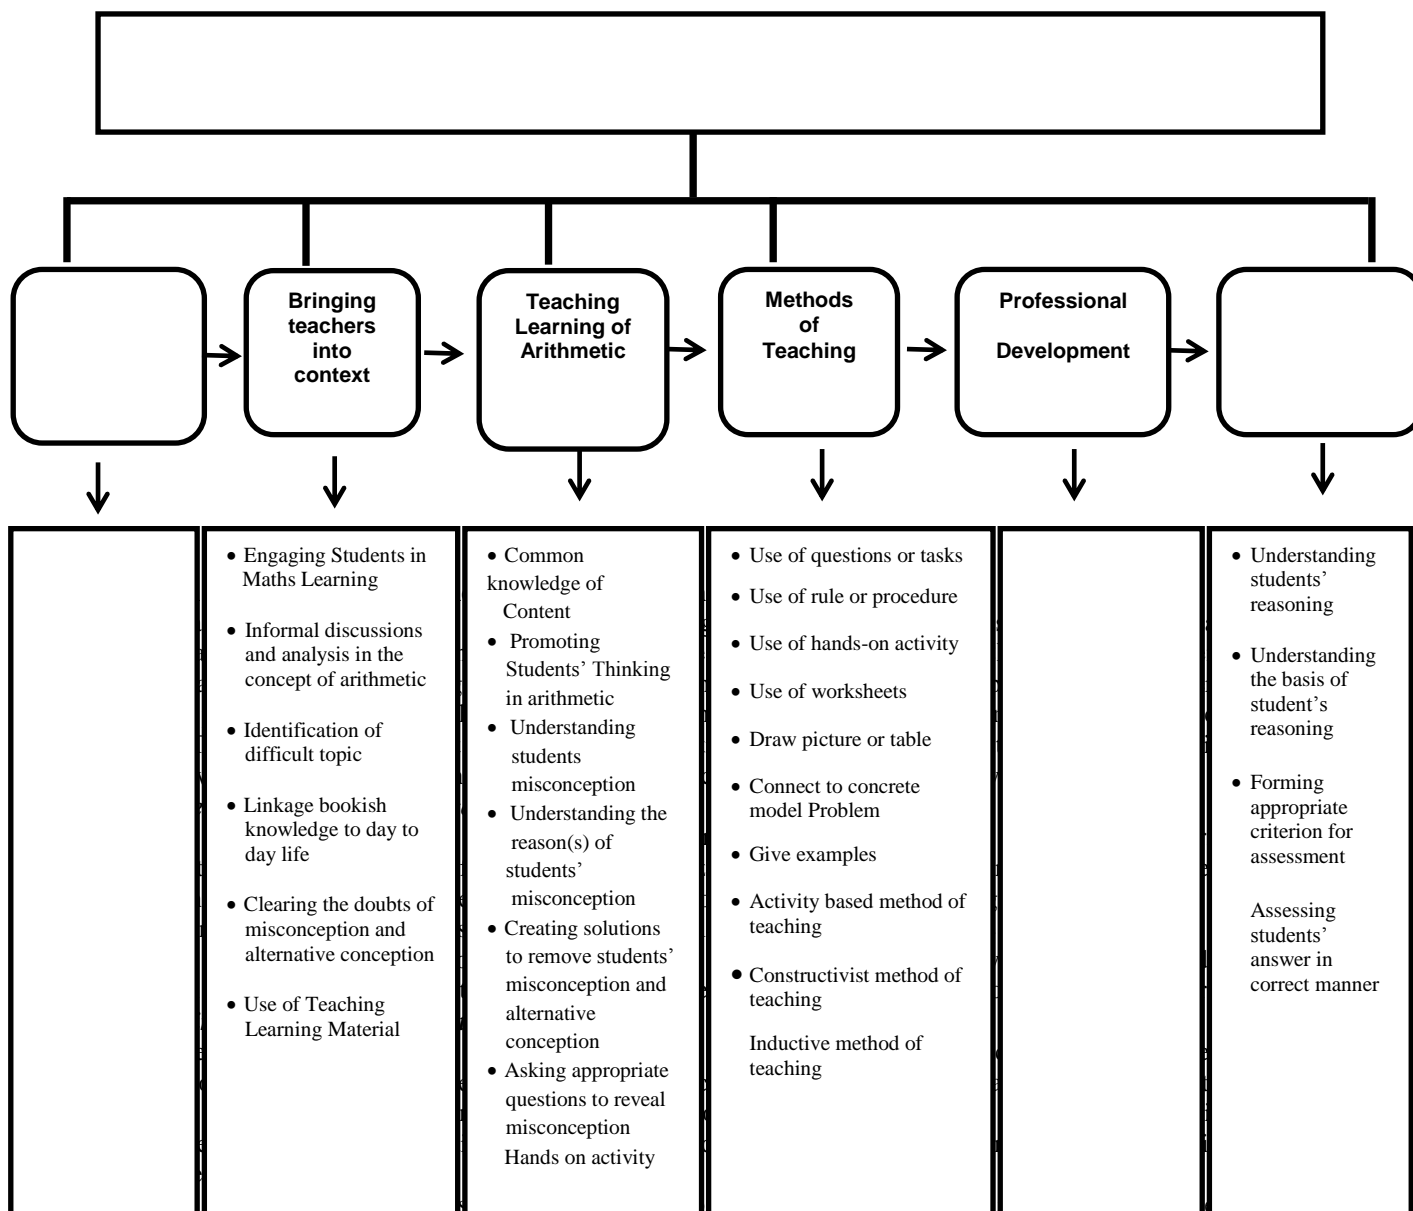 Bringing
teachers
into
context
Teaching
Learning of
Arithmetic
Methods
of
Teaching
Professional
Development
• Engaging Students in
Maths Learning
• Informal discussions
and analysis in the
concept of arithmetic
• Identification of
difficult topic
• Linkage bookish
knowledge to day to
day life
• Clearing the doubts of
misconception and
alternative conception
• Use of Teaching
Learning Material
• Common
knowledge of
Content
• Promoting
Students’ Thinking
in arithmetic
• Understanding
students
misconception
• Understanding the
reason(s) of
students’
misconception
• Creating solutions
to remove students’
misconception and
alternative
conception
• Asking appropriate
questions to reveal
misconception
Hands on activity
• Use of questions or tasks
• Use of rule or procedure
• Use of hands-on activity
• Use of worksheets
• Draw picture or table
• Connect to concrete
model Problem
• Give examples
• Activity based method of
teaching
• Constructivist method of
teaching
Inductive method of
teaching
• Understanding
students’
reasoning
• Understanding
the basis of
student’s
reasoning
• Forming
appropriate
criterion for
assessment
Assessing
students’
answer in
correct manner